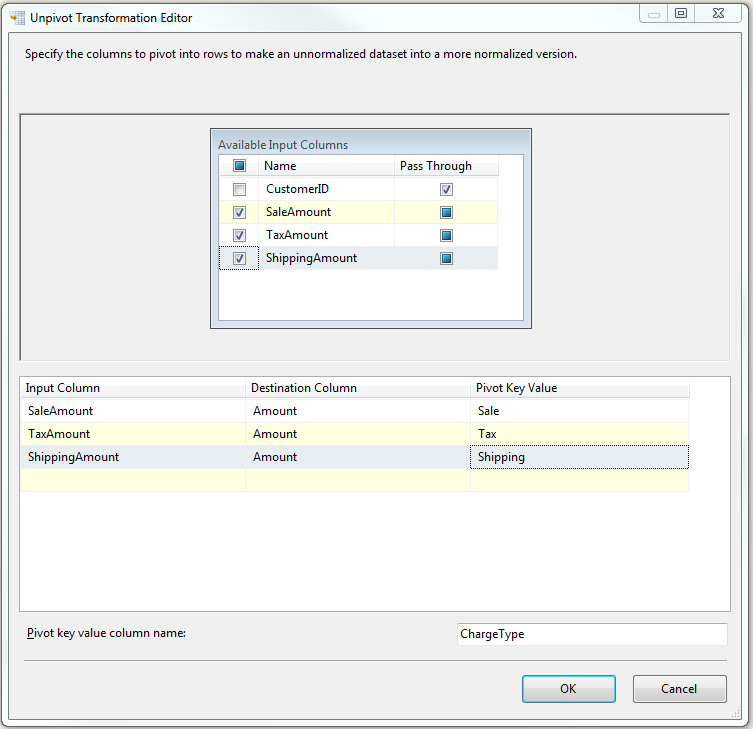 Unpivot Transformation Editor
Specify the columns to pivot into rows to make an unnormalized dataset into a more normalized version.
Available Input Columns
Name Pass Through
CustomerID
SaleAmount
TaxAmount
ShippingAmount
Input Column Destination Column Pivot Key Value
SaleAmount Amount Sale
TaxAmount Amount Tax
ShippingAmount Amount Shipping
Pivot key value column name: ChargeType
OK Cancel